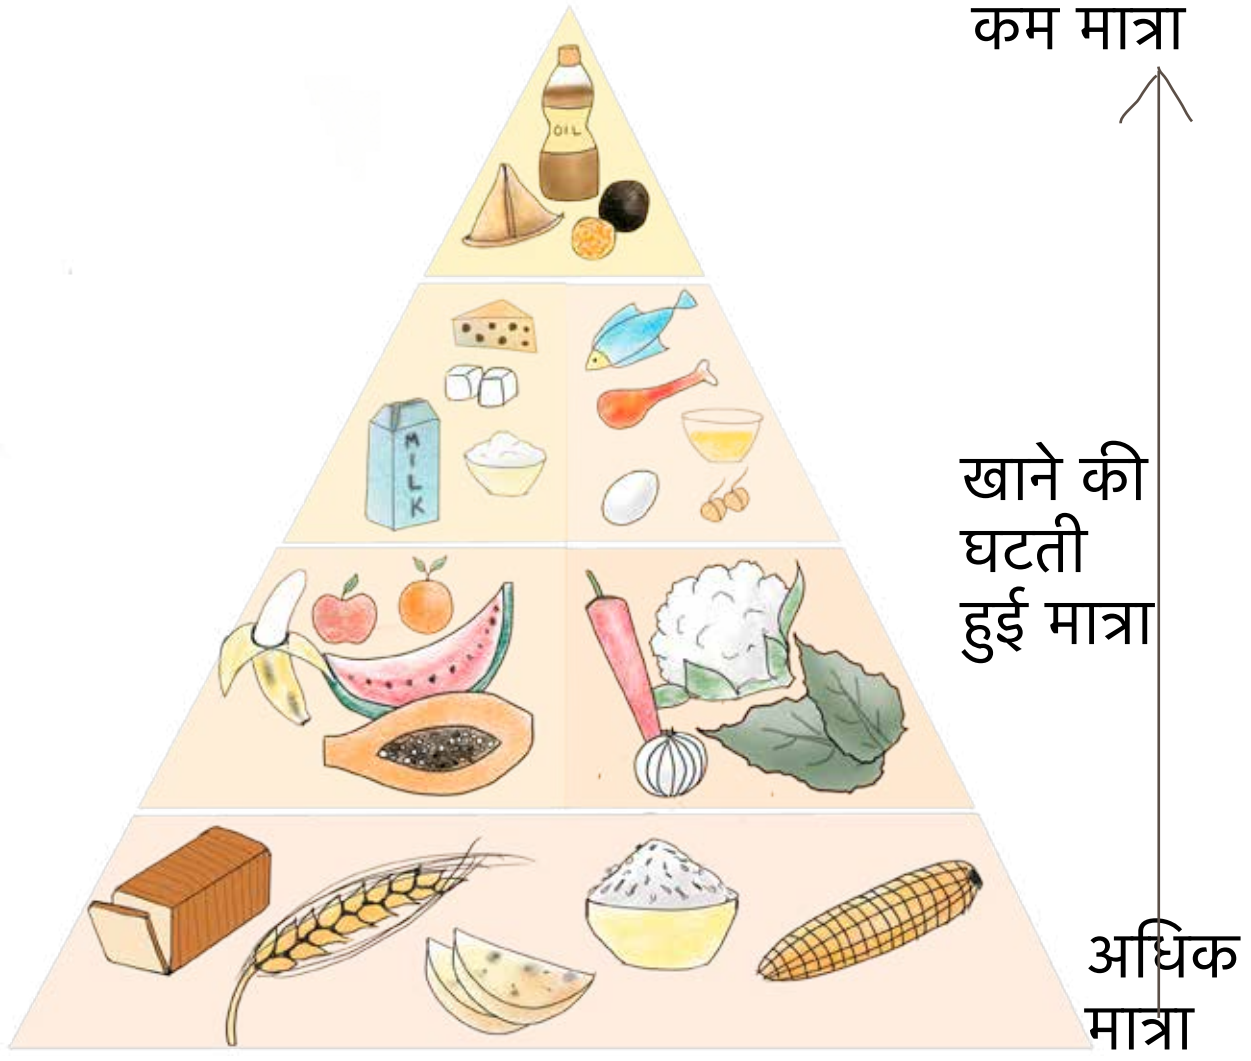 कम मात्रा
OIL
MILK
खाने की
घटती
हुई मात्रा
अधिक
मात्रा